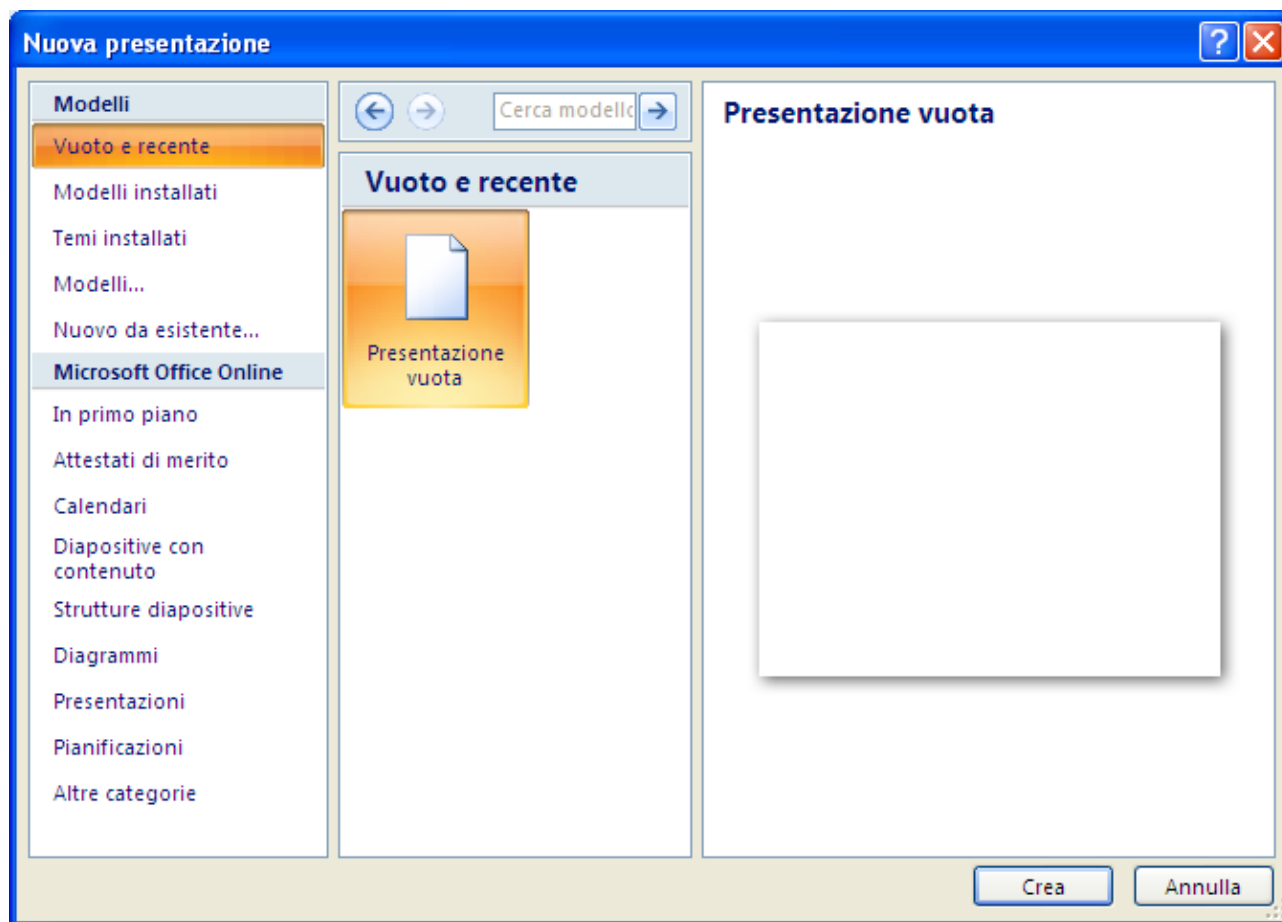 Nuova presentazione
Modelli
Vuoto e recente
Modelli installati
Temi installati
Modelli...
Nuovo da esistente...
Microsoft Office Online
In primo piano
Attestati di merito
Calendari
Diapositive con
contenuto
Strutture diapositive
Diagrammi
Presentazioni
Pianificazioni
Altre categorie
Cerca modello
Vuoto e recente
Presentazione
vuota
Presentazione vuota
Crea
Annulla